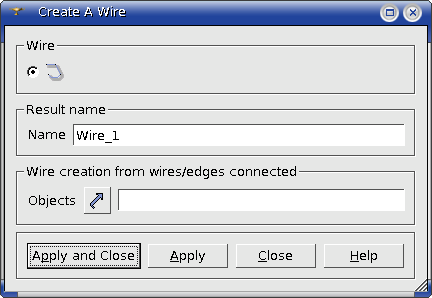 Create A Wire
Wire
Result name
Name Wire_1
Wire creation from wires/edges connected
Objects
Apply and Close Apply Close Help